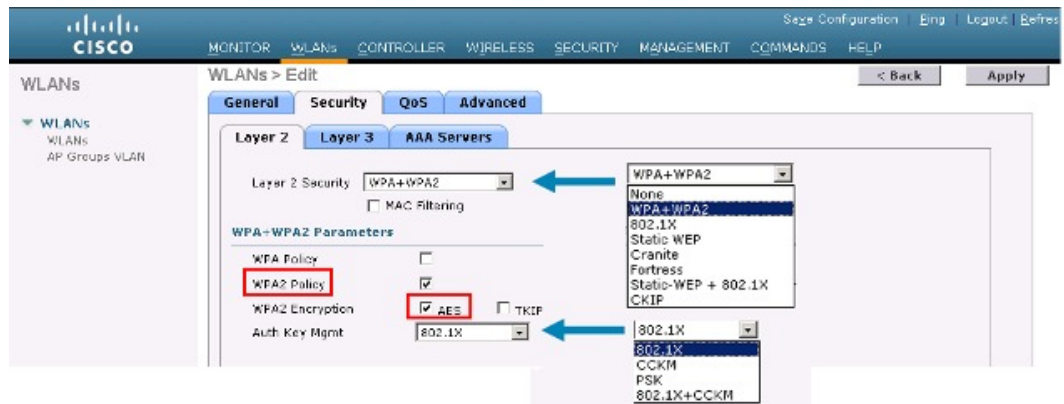 Save Configuration | Ping | Logout | Refres
CISCO
MONITOR WLANs CONTROLLER WIRELESS SECURITY MANAGEMENT COMMANDS HELP
WLANs
WLANs > Edit
< Back Apply
General Security QoS Advanced
WLANs
WLANs
AP Groups VLAN
Layer 2 Layer 3 AAA Servers
Layer 2 Security WPA+WPA2
MAC Filtering
WPA+WPA2
None
WPA+WPA2
802.1X
Static WEP
Cranite
Fortress
Static-WEP + 802.1X
CKIP
WPA+WPA2 Parameters
WPA Policy
WPA2 Policy
WPA2 Encryption AES TKIP
Auth Key Mgmt 802.1X
802.1X
802.1X
CCKM
PSK
802.1X+CCKM